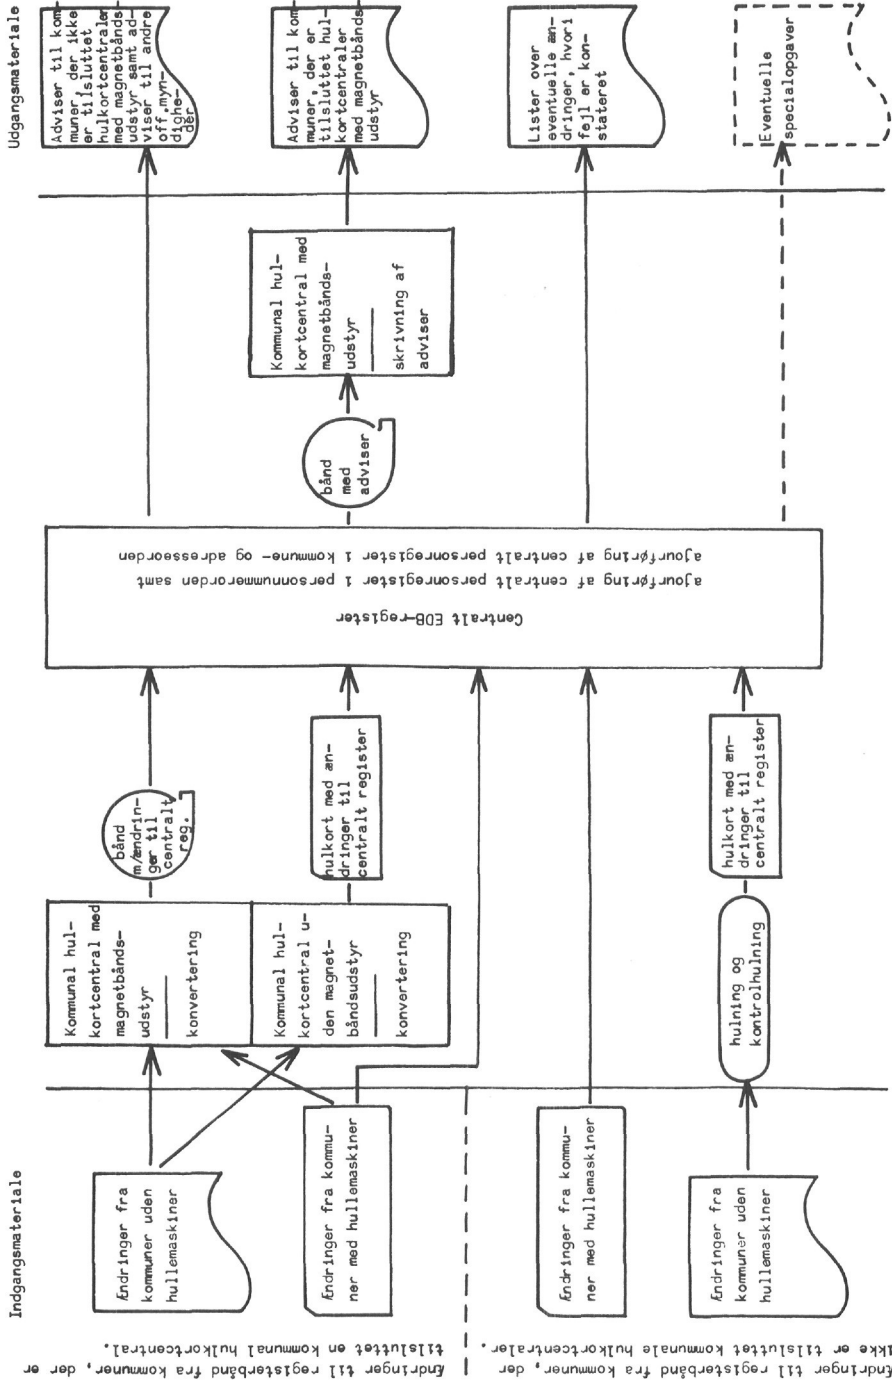 Indgangsmateriale
Udgangsmateriale
Ændringer til registerbånd fra kommuner, der er
tilsluttet en kommunal hulkortcentral.
Ændringer til registerbånd fra kommuner, der
ikke er tilsluttet kommunale hulkortcentraler.
Ændringer fra
kommuner uden
hullemaskiner
Ændringer fra kommu-
ner med hullemaskiner
Ændringer fra kommu-
ner med hullemaskiner
Ændringer fra
kommuner uden
hullemaskiner
Kommunal hul-
kortcentral med
magnetbånds-
udstyr
konvertering
Kommunal hul-
kortcentral u-
den magnet-
båndsudstyr
konvertering
hulning og
kontrolhulning
bånd
m/ændrin-
ger til
centralt
reg.
hulkort med æn-
dringer til
centralt register
hulkort med æn-
dringer til
centralt register
Centralt EDB-register
ajourføring af centralt personregister i personnummerorden samt
ajourføring af centralt personregister i kommune- og adresseorden
bånd
med
adviser
Kommunal hul-
kortcentral med
magnetbånds-
udstyr
skrivning af
adviser
Adviser til kom-
muner, der ikke
er tilsluttet
hulkortcentraler
med magnetbånds-
udstyr samt ad-
viser til andre
off.myn-
dighe-
der
Adviser til kom-
muner, der er
tilsluttet hul-
kortcentraler
med magnetbånds-
udstyr
Lister over
eventuelle æn-
dringer, hvori
fejl er kon-
stateret
Eventuelle
specialopgaver